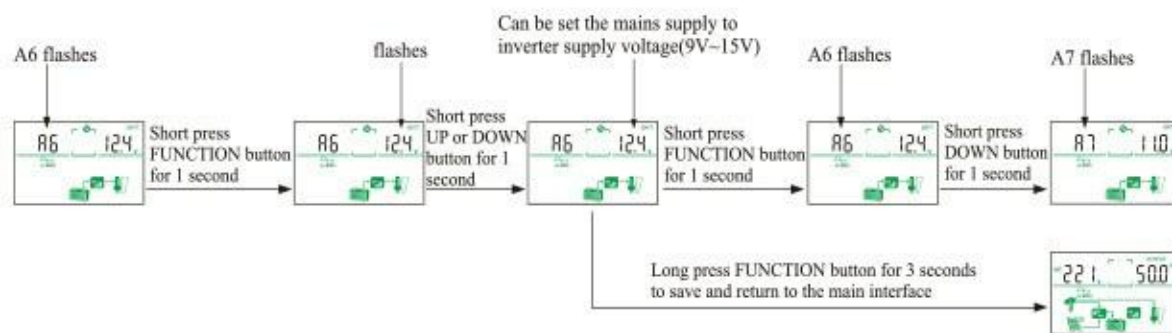 Can be set the mains supply to
inverter supply voltage(9V~15V)
A6 flashes
flashes
A6 flashes
A7 flashes
A6 12.4
Short press
FUNCTION button
for 1 second
A6 12.4
Short press
UP or DOWN
button for 1
second
A6 12.4
Short press
FUNCTION button
for 1 second
A6 12.4
Short press
DOWN button
for 1 second
A7 11.0
Long press FUNCTION button for 3 seconds
to save and return to the main interface
221 50.0